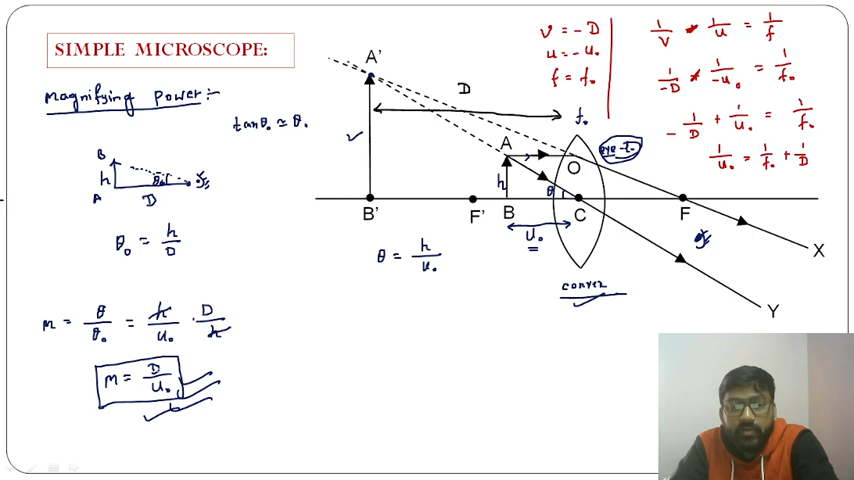 SIMPLE MICROSCOPE:
Magnifying Power:-
tanθ₀ ≃ θ₀
B
h
θ₀
A
D
θ₀ = h/D
m = θ/θ₀ = h/u₀ · D/h
m = D/u₀
A'
D
f₀
A
O
h
θ
B'
F'
B
C
F
u₀
X
Y
θ = h/u₀
convex
v = -D
u = -u₀
f = f₀
1/v - 1/u = 1/f
1/-D - 1/-u₀ = 1/f₀
- 1/D + 1/u₀ = 1/f₀
1/u₀ = 1/f₀ + 1/D